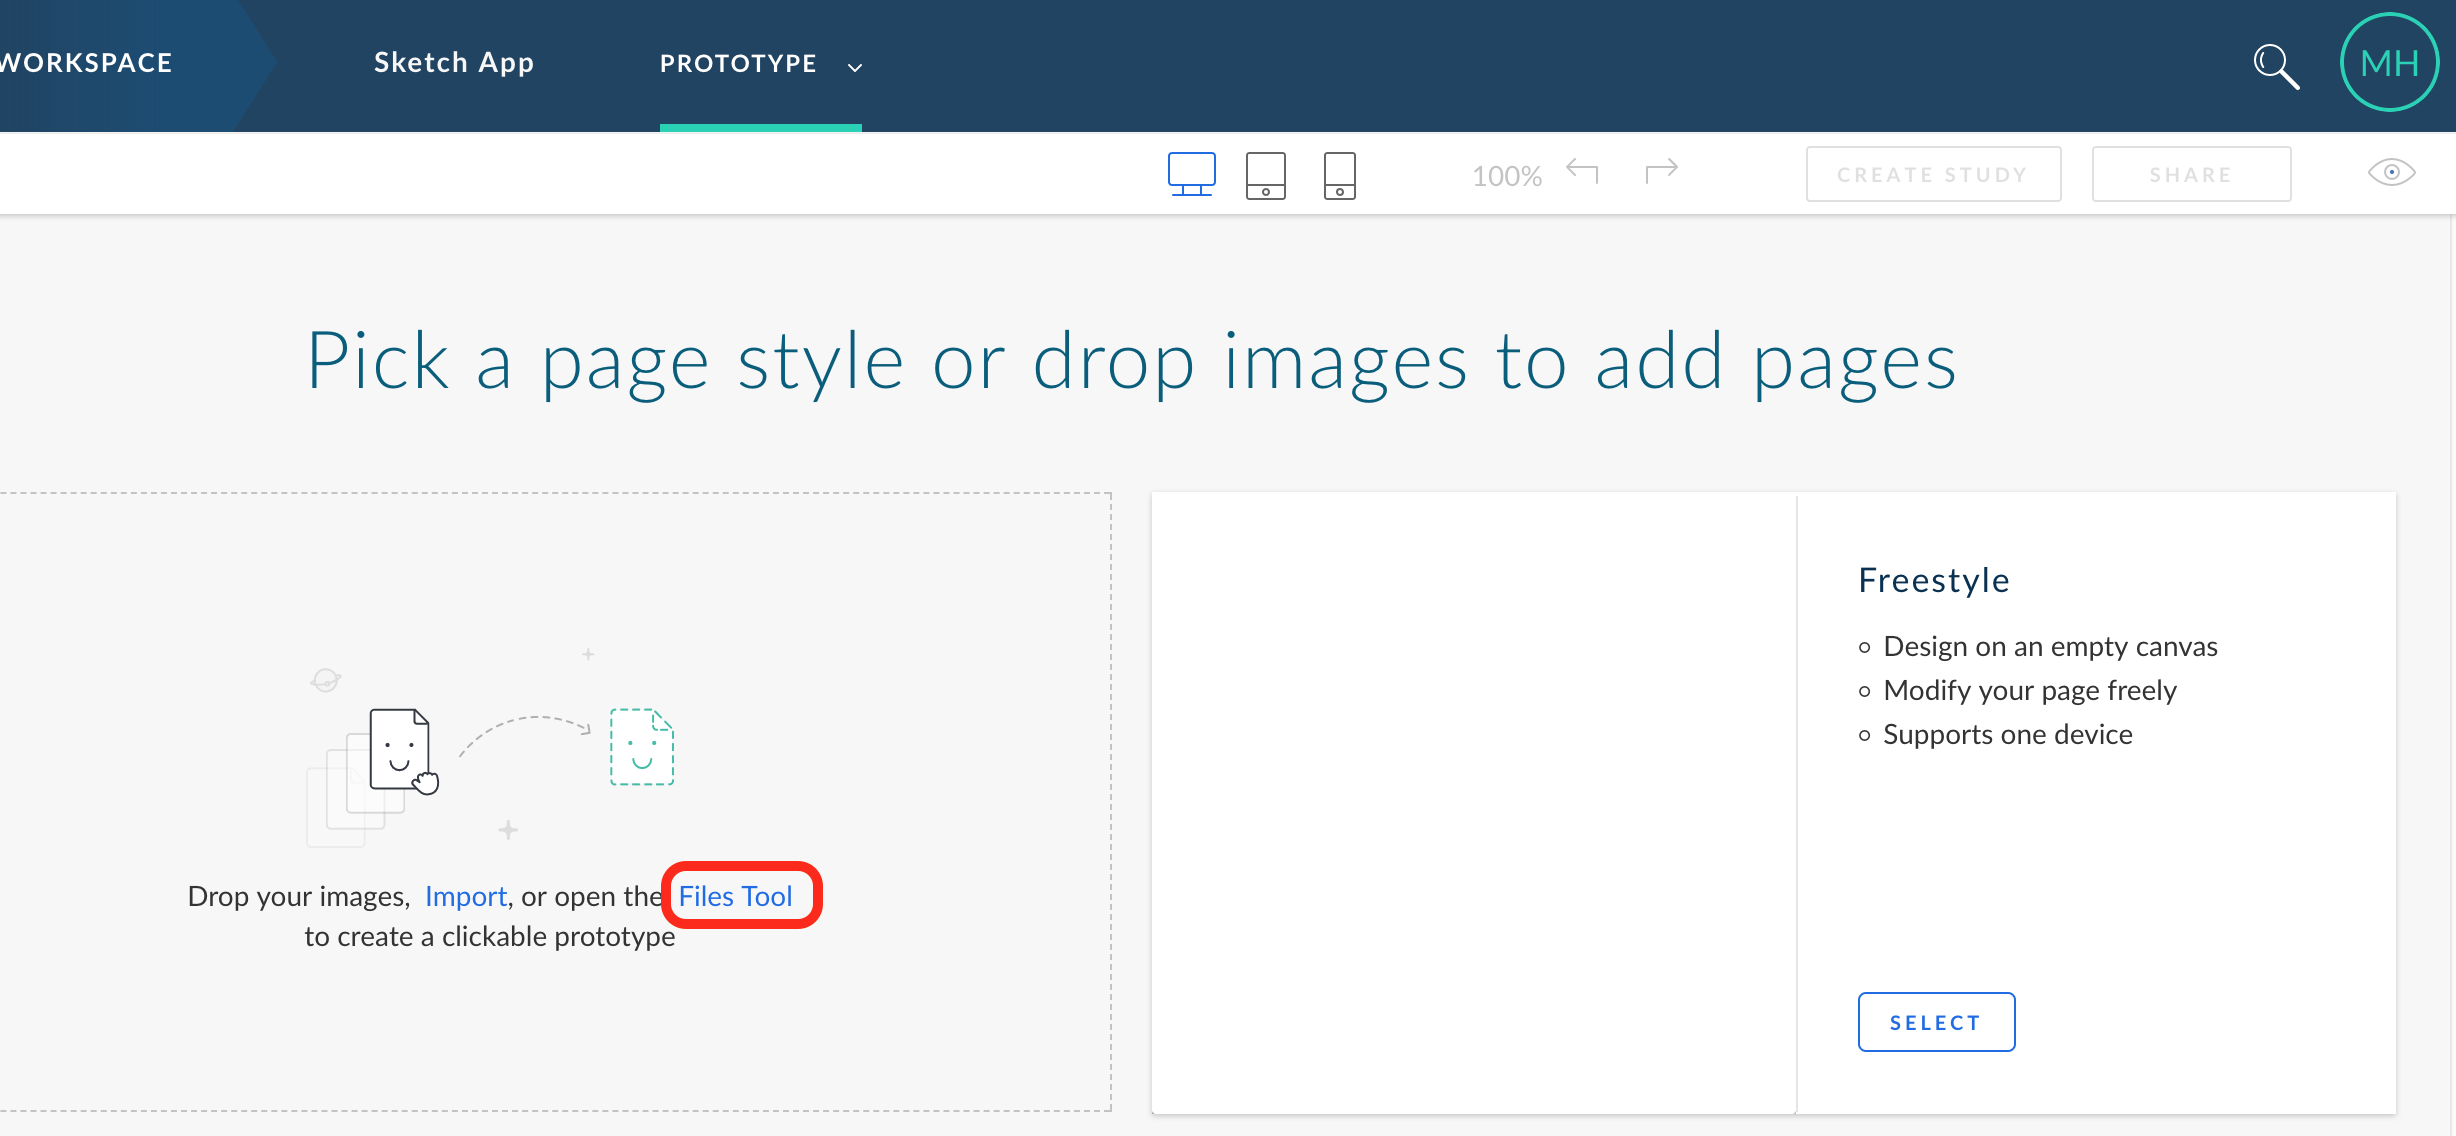 WORKSPACE
Sketch App
PROTOTYPE
MH
100%
CREATE STUDY
SHARE
Pick a page style or drop images to add pages
Drop your images, Import, or open the Files Tool
to create a clickable prototype
Freestyle
Design on an empty canvas
Modify your page freely
Supports one device
SELECT